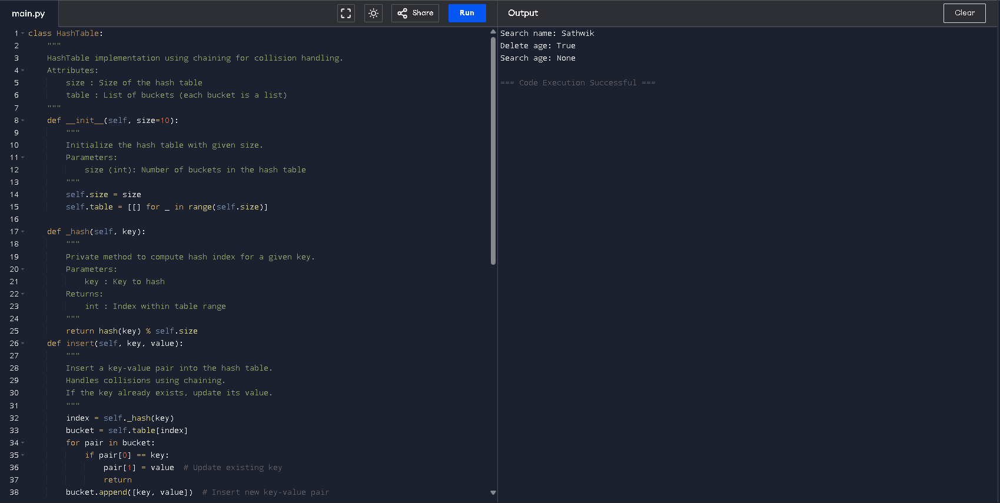 main.py
Share
Run
Output
Clear
1 class HashTable:
2     """
3     HashTable implementation using chaining for collision handling.
4     Attributes:
5         size : Size of the hash table
6         table : List of buckets (each bucket is a list)
7     """
8     def __init__(self, size=10):
9         """
10         Initialize the hash table with given size.
11         Parameters:
12             size (int): Number of buckets in the hash table
13         """
14         self.size = size
15         self.table = [[] for _ in range(self.size)]
16
17     def _hash(self, key):
18         """
19         Private method to compute hash index for a given key.
20         Parameters:
21             key : Key to hash
22         Returns:
23             int : Index within table range
24         """
25         return hash(key) % self.size
26     def insert(self, key, value):
27         """
28         Insert a key-value pair into the hash table.
29         Handles collisions using chaining.
30         If the key already exists, update its value.
31         """
32         index = self._hash(key)
33         bucket = self.table[index]
34         for pair in bucket:
35             if pair[0] == key:
36                 pair[1] = value  # Update existing key
37                 return
38         bucket.append([key, value])  # Insert new key-value pair
Search name: Sathwik
Delete age: True
Search age: None
=== Code Execution Successful ===